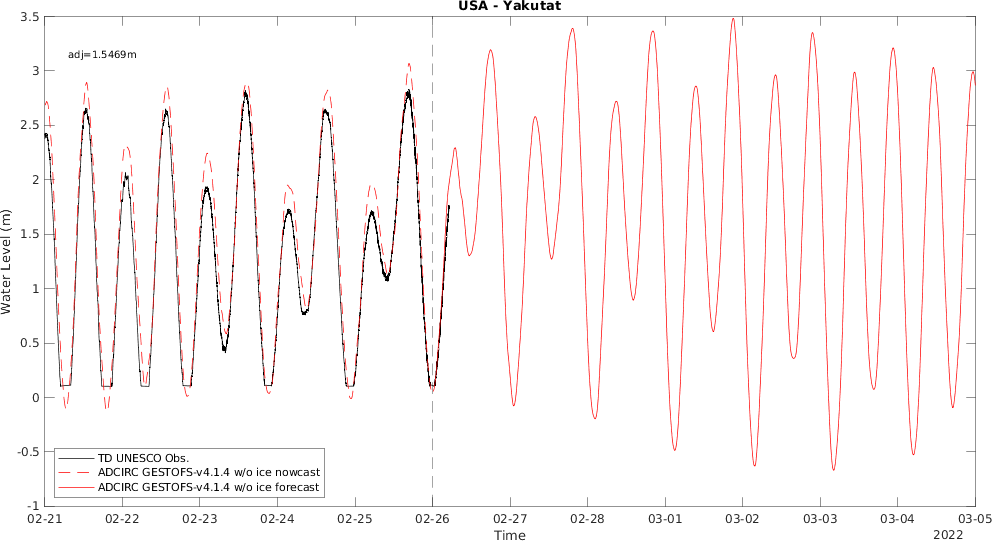 USA - Yakutat
adj=1.5469m
3.5
3
2.5
2
1.5
1
0.5
0
-0.5
-1
Water Level (m)
TD UNESCO Obs.
ADCIRC GESTOFS-v4.1.4 w/o ice nowcast
ADCIRC GESTOFS-v4.1.4 w/o ice forecast
02-21 02-22 02-23 02-24 02-25 02-26 02-27 02-28 03-01 03-02 03-03 03-04 03-05
Time
2022